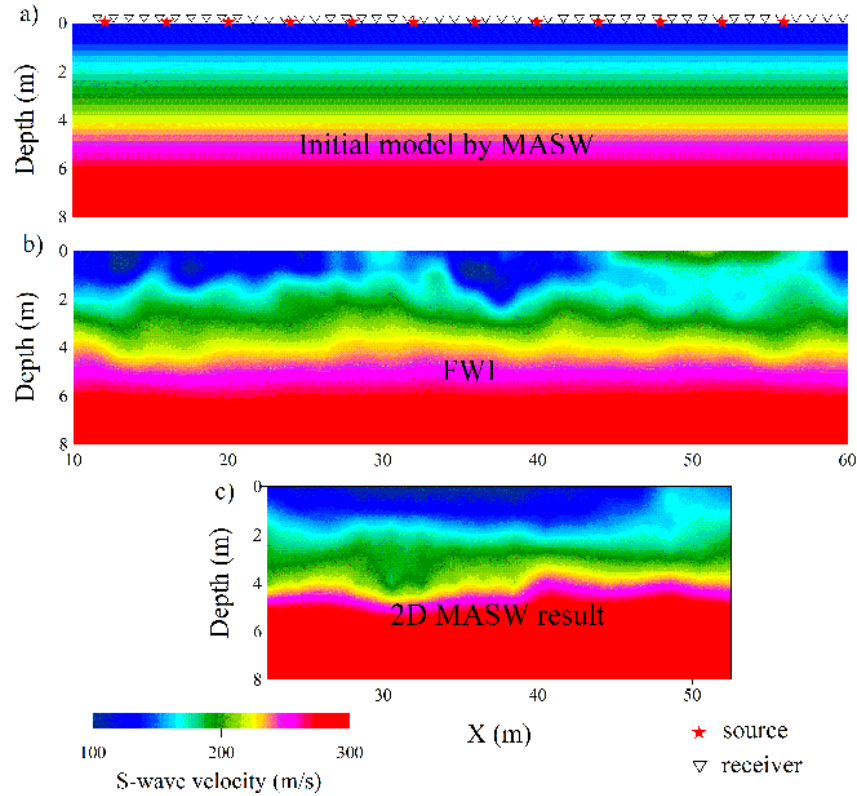 a)
0
2
4
6
8
Depth (m)
Initial model by MASW
b)
0
2
4
6
8
Depth (m)
FWI
10 20 30 40 50 60
c)
0
2
4
6
8
Depth (m)
2D MASW result
30 40 50
X (m)
100 200 300
S-wave velocity (m/s)
source
receiver